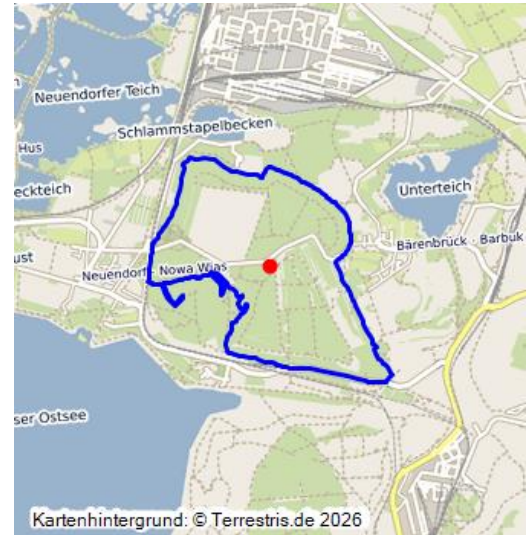 Neuendorfer Teich
Hus
Schlammstapelbecken
eckteich
Unterteich
ust
Neuendorf - Nowa Wjas
Bärenbrück - Barbuk
ser Ostsee
Kartenhintergrund: © Terrestris.de 2026